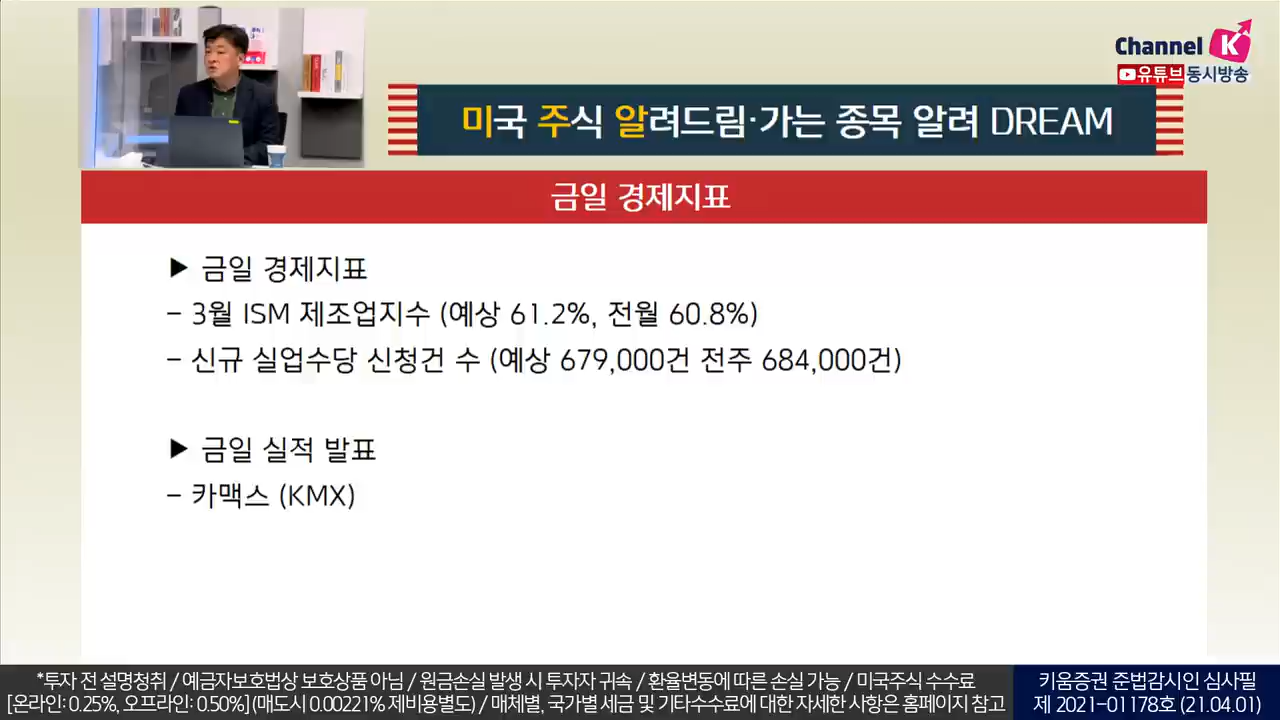 Channel K
유튜브동시방송
미국 주식 알려드림·가는 종목 알려 DREAM
금일 경제지표
▶ 금일 경제지표
- 3월 ISM 제조업지수 (예상 61.2%, 전월 60.8%)
- 신규 실업수당 신청건 수 (예상 679,000건 전주 684,000건)
▶ 금일 실적 발표
- 카맥스 (KMX)
*투자 전 설명청취 / 예금자보호법상 보호상품 아님 / 원금손실 발생 시 투자자 귀속 / 환율변동에 따른 손실 가능 / 미국주식 수수료
[온라인: 0.25%, 오프라인: 0.50%] (매도시 0.00221% 제비용별도) / 매체별, 국가별 세금 및 기타수수료에 대한 자세한 사항은 홈페이지 참고
키움증권 준법감시인 심사필
제 2021-01178호 (21.04.01)